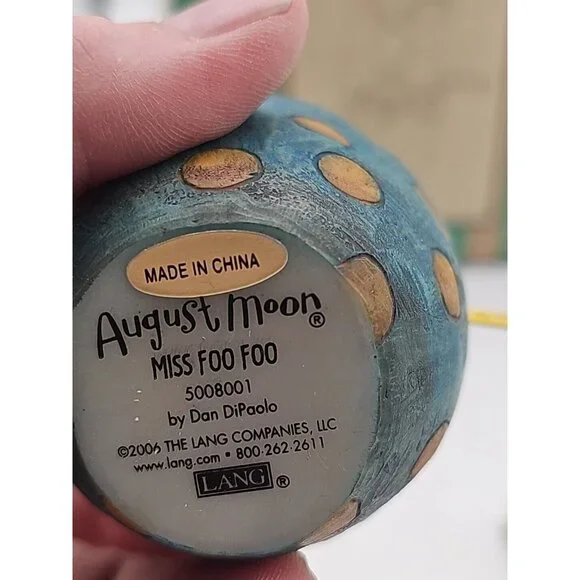 MADE IN CHINA
August Moon®
MISS FOO FOO
5008001
by Dan DiPaolo
©2006 THE LANG COMPANIES, LLC
www.lang.com • 800·262·2611
LANG ®